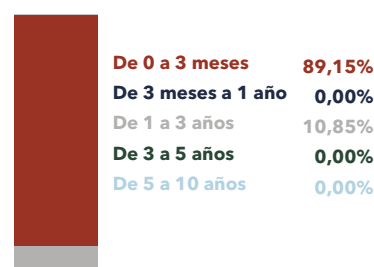 De 0 a 3 meses 89,15%
De 3 meses a 1 año 0,00%
De 1 a 3 años 10,85%
De 3 a 5 años 0,00%
De 5 a 10 años 0,00%